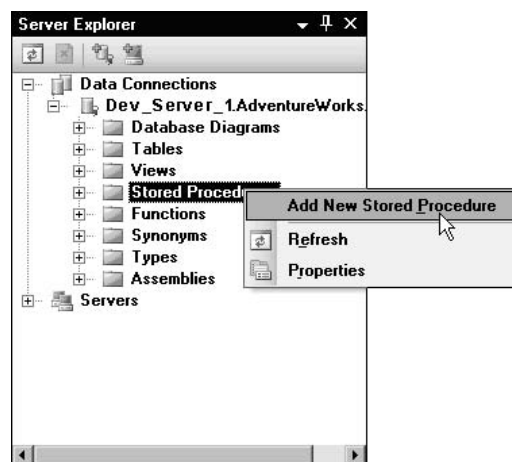 Server Explorer
Data Connections
Dev_Server_1.AdventureWorks.
Database Diagrams
Tables
Views
Stored Procedu
Add New Stored Procedure
Functions
Refresh
Synonyms
Types
Properties
Assemblies
Servers